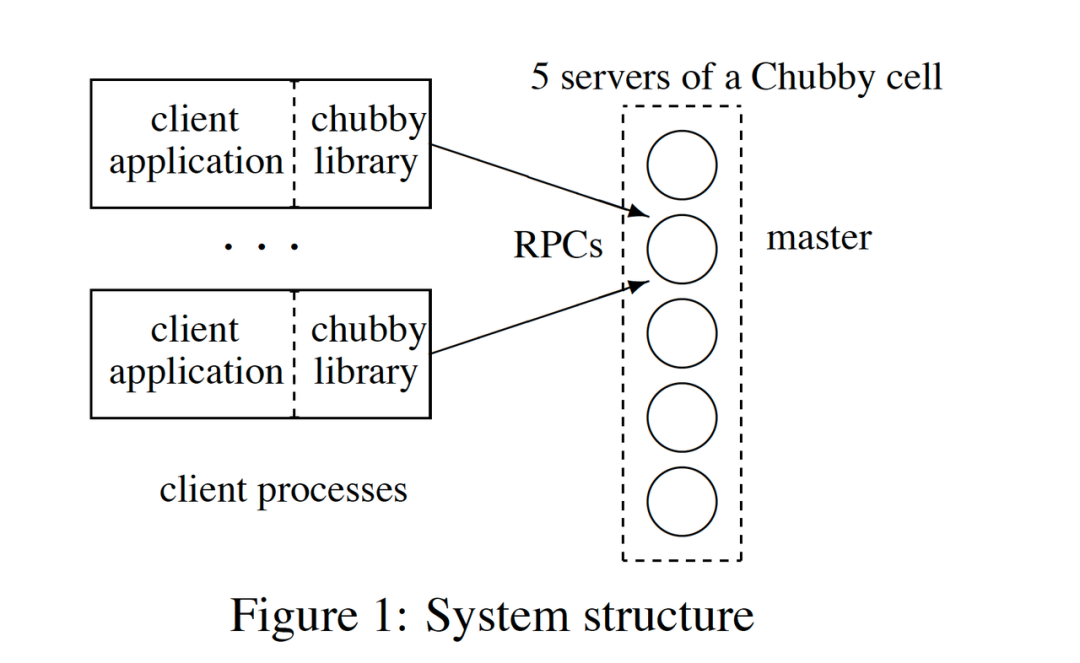 5 servers of a Chubby cell
client application
chubby library
. . .
RPCs
master
client application
chubby library
client processes
Figure 1: System structure